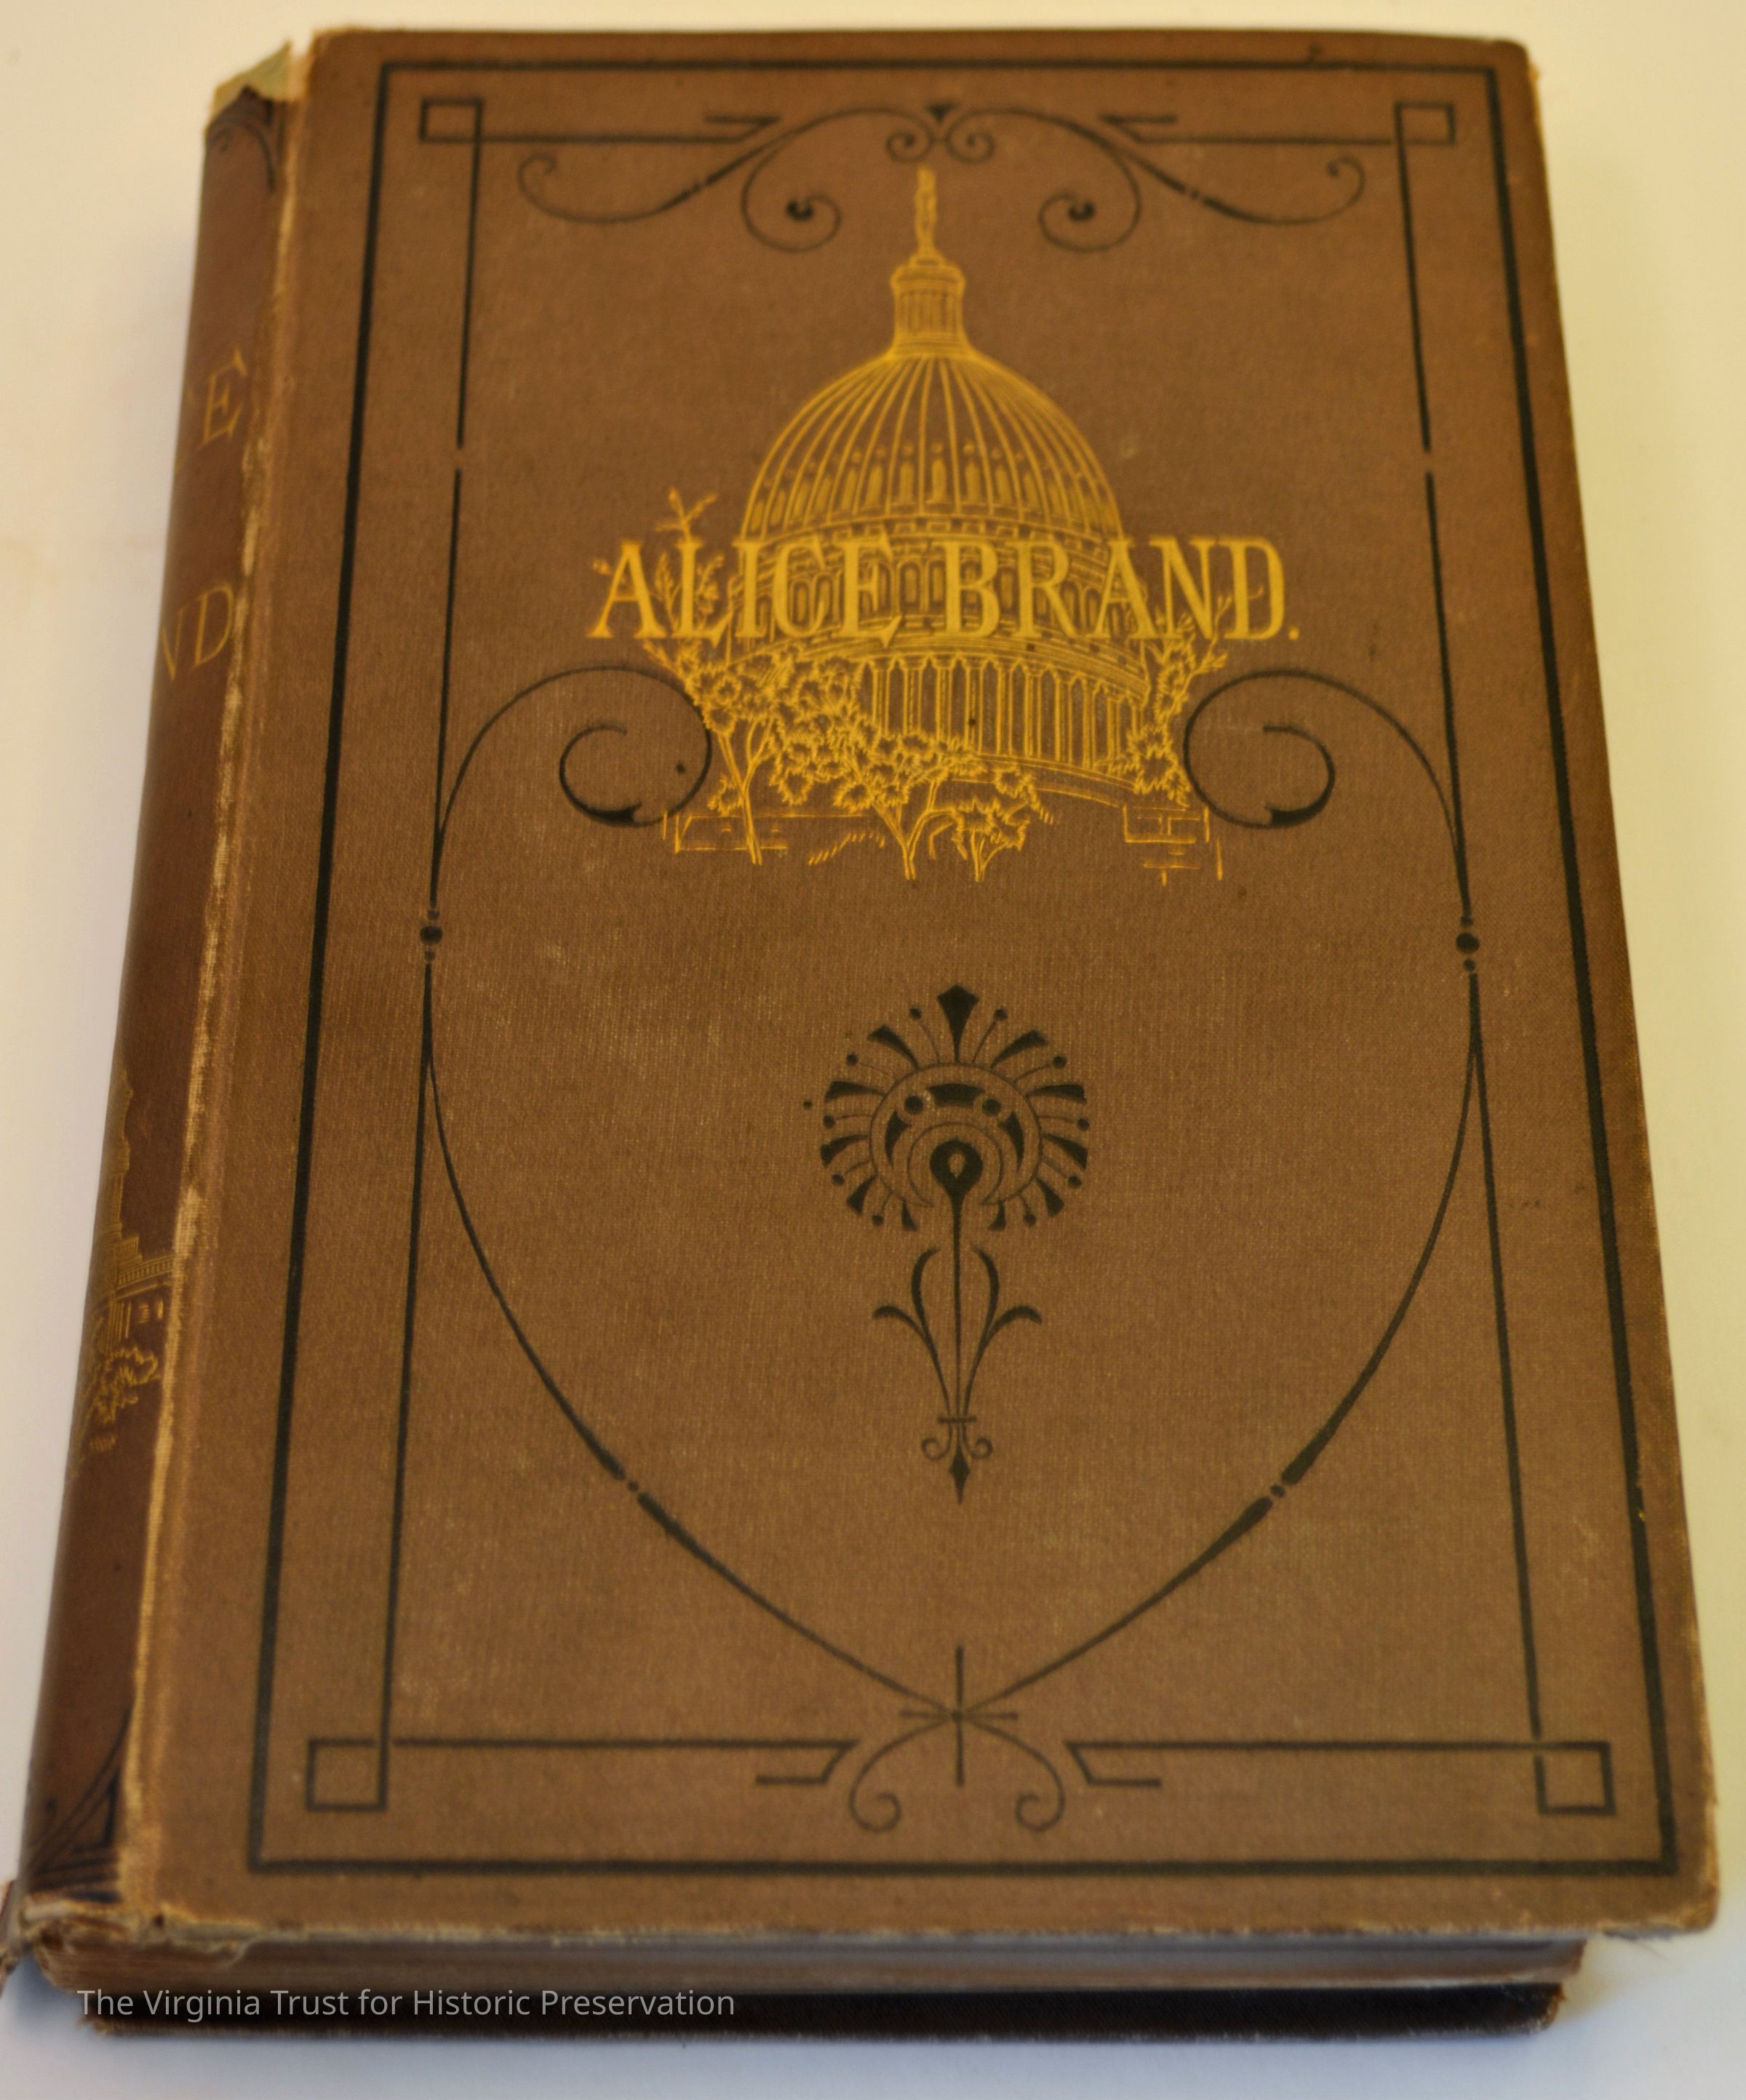 ALICE BRAND.
The Virginia Trust for Historic Preservation